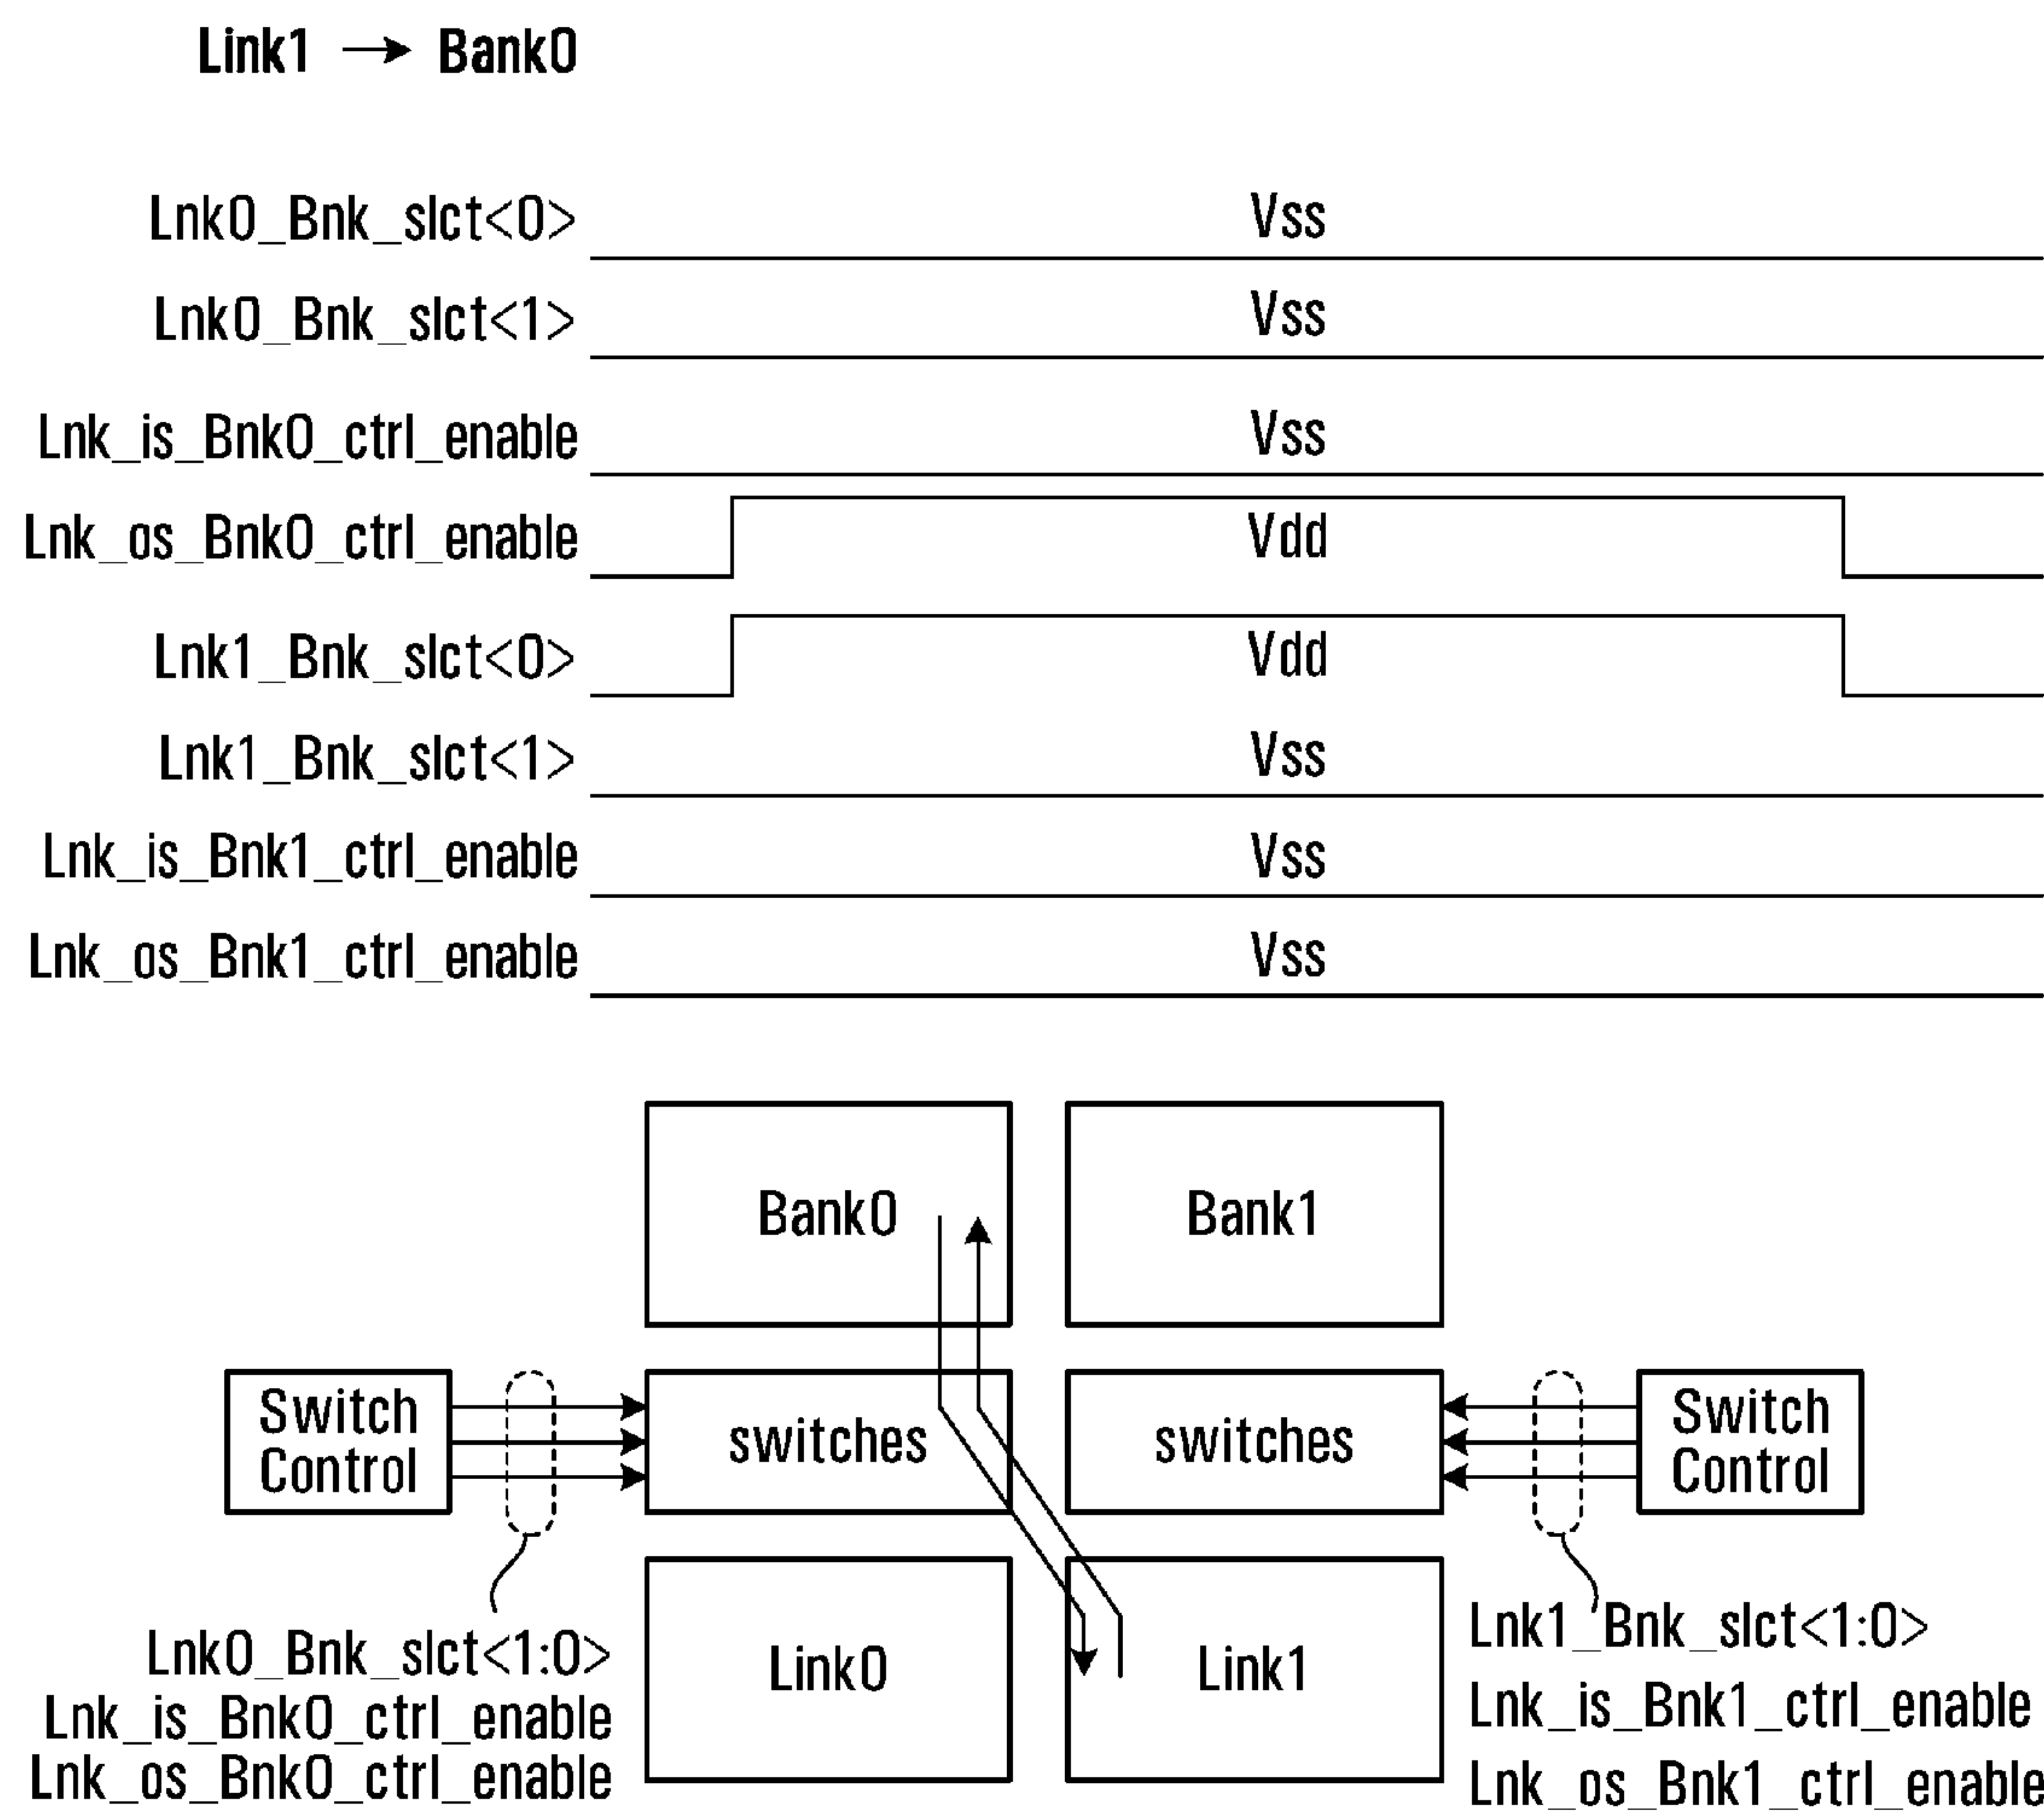 Link1 → Bank0
Lnk0_Bnk_slct<0> Vss
Lnk0_Bnk_slct<1> Vss
Lnk_is_Bnk0_ctrl_enable Vss
Lnk_os_Bnk0_ctrl_enable Vdd
Lnk1_Bnk_slct<0> Vdd
Lnk1_Bnk_slct<1> Vss
Lnk_is_Bnk1_ctrl_enable Vss
Lnk_os_Bnk1_ctrl_enable Vss
Bank0
Bank1
Switch
Control
switches
switches
Switch
Control
Lnk0_Bnk_slct<1:0>
Lnk_is_Bnk0_ctrl_enable
Lnk_os_Bnk0_ctrl_enable
Link0
Link1
Lnk1_Bnk_slct<1:0>
Lnk_is_Bnk1_ctrl_enable
Lnk_os_Bnk1_ctrl_enable